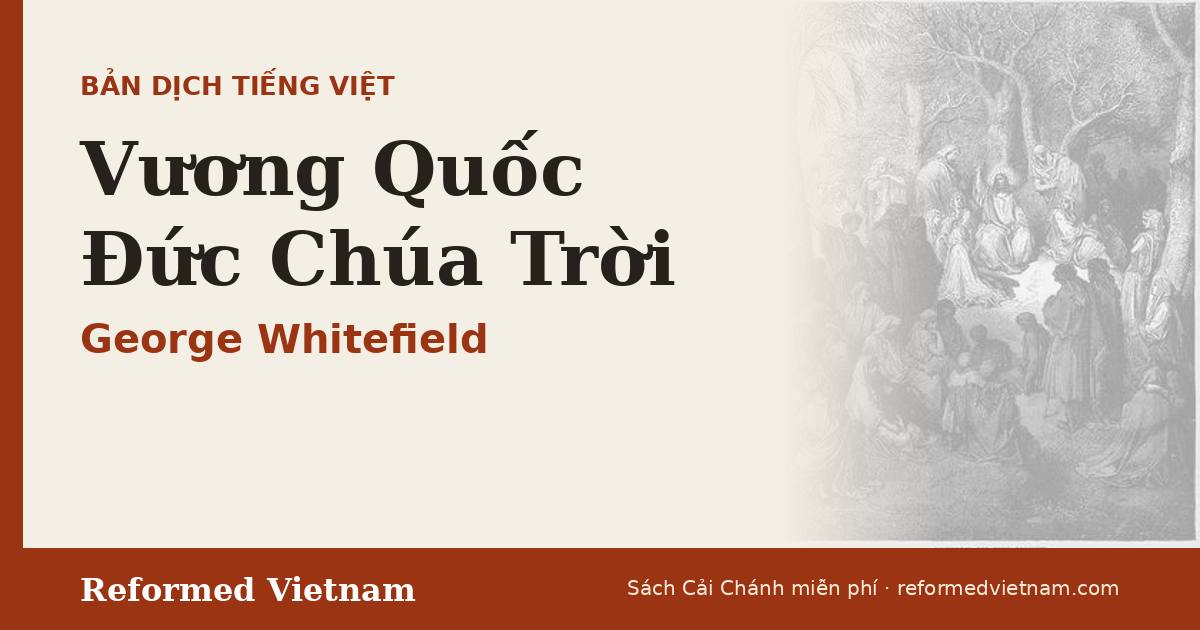 BẢN DỊCH TIẾNG VIỆT
Vương Quốc
Đức Chúa Trời
George Whitefield
Reformed Vietnam
Sách Cải Chánh miễn phí · reformedvietnam.com